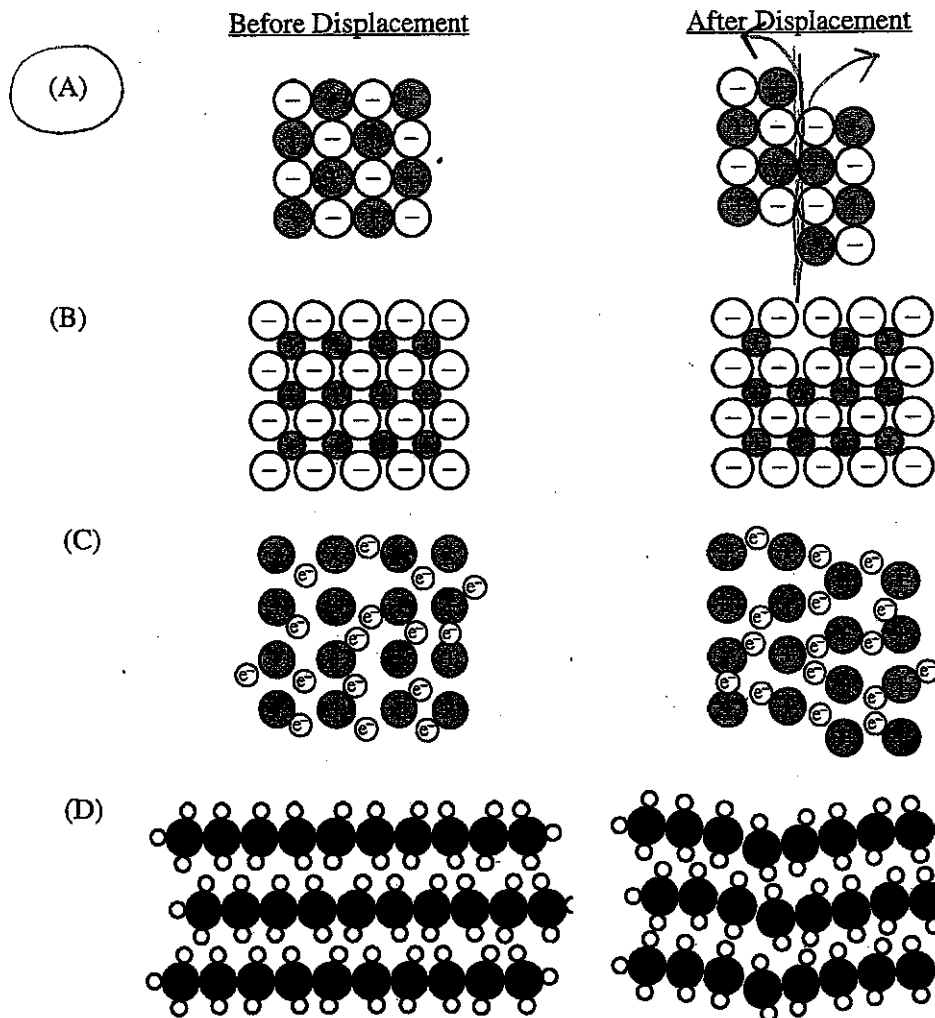 Before Displacement After Displacement
(A)
− − −
− − − −
− − − −
− − − −
−
(B)
− − − − − − − − − −
− − − − − − − − − −
− − − − − − − − − −
− − − − − − − − − −
(C)
e⁻ e⁻ e⁻ e⁻ e⁻ e⁻ e⁻
e⁻ e⁻ e⁻ e⁻ e⁻ e⁻ e⁻ e⁻ e⁻ e⁻ e⁻
e⁻ e⁻ e⁻ e⁻ e⁻ e⁻ e⁻ e⁻ e⁻
e⁻ e⁻ e⁻ e⁻ e⁻
(D)